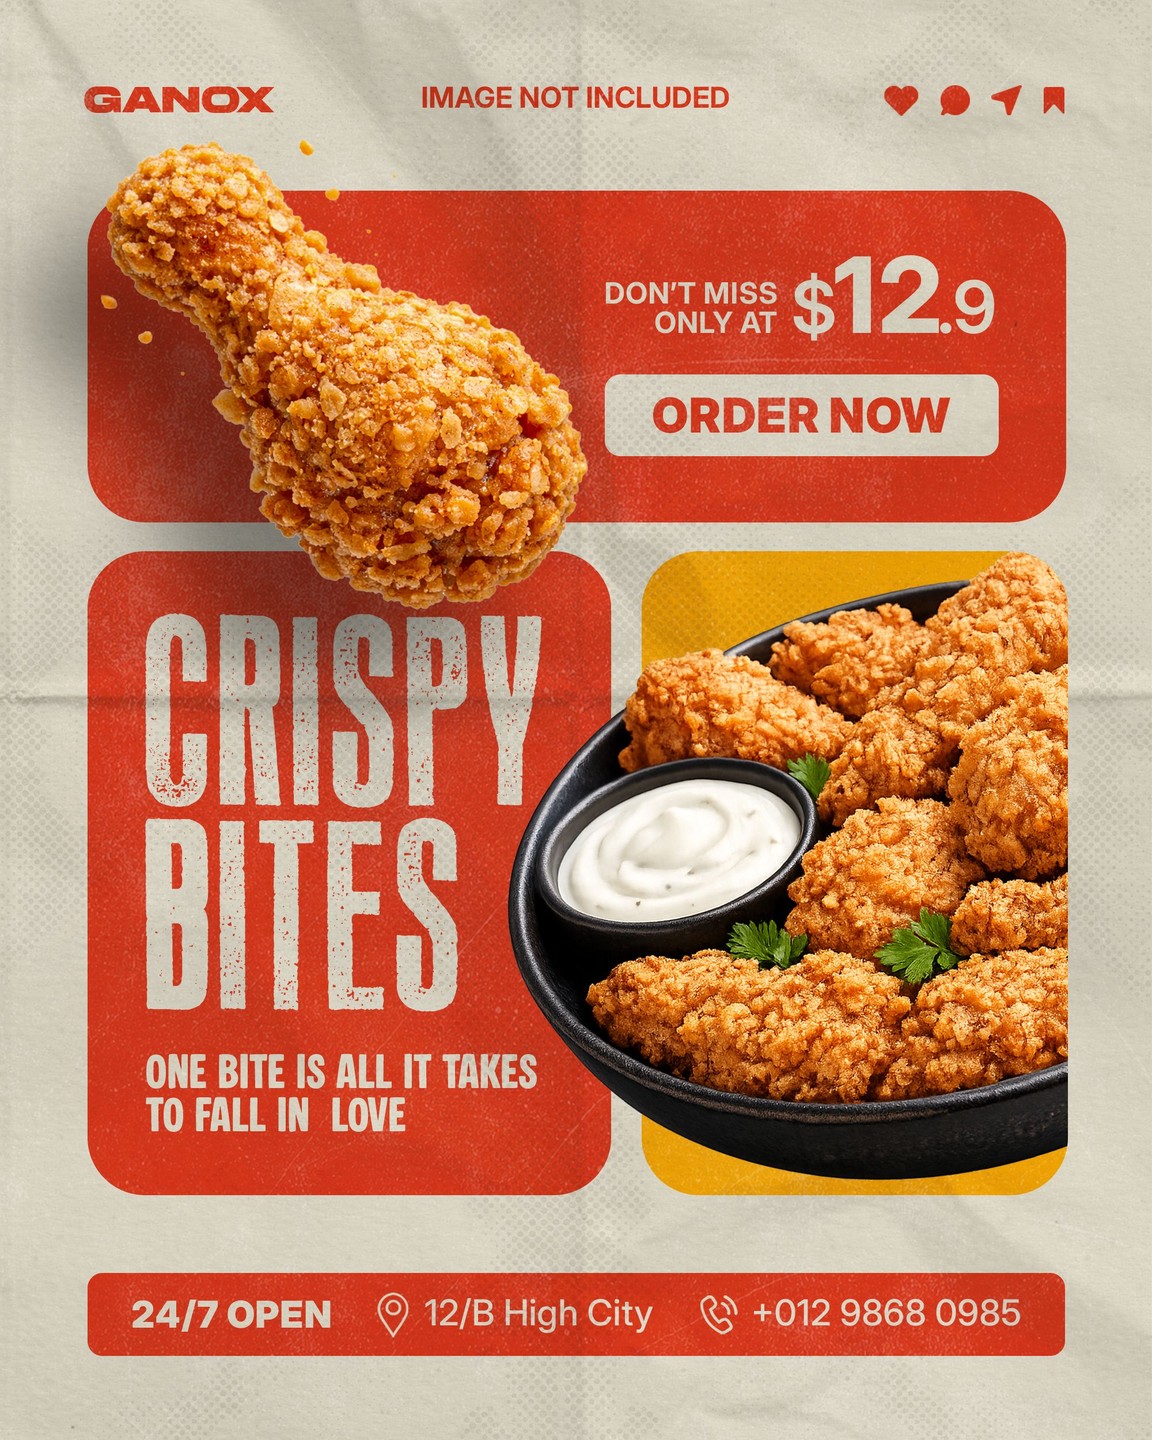 GANOX
IMAGE NOT INCLUDED
DON'T MISS
ONLY AT
$12.9
ORDER NOW
CRISPY
BITES
ONE BITE IS ALL IT TAKES
TO FALL IN LOVE
24/7 OPEN
12/B High City
+012 9868 0985